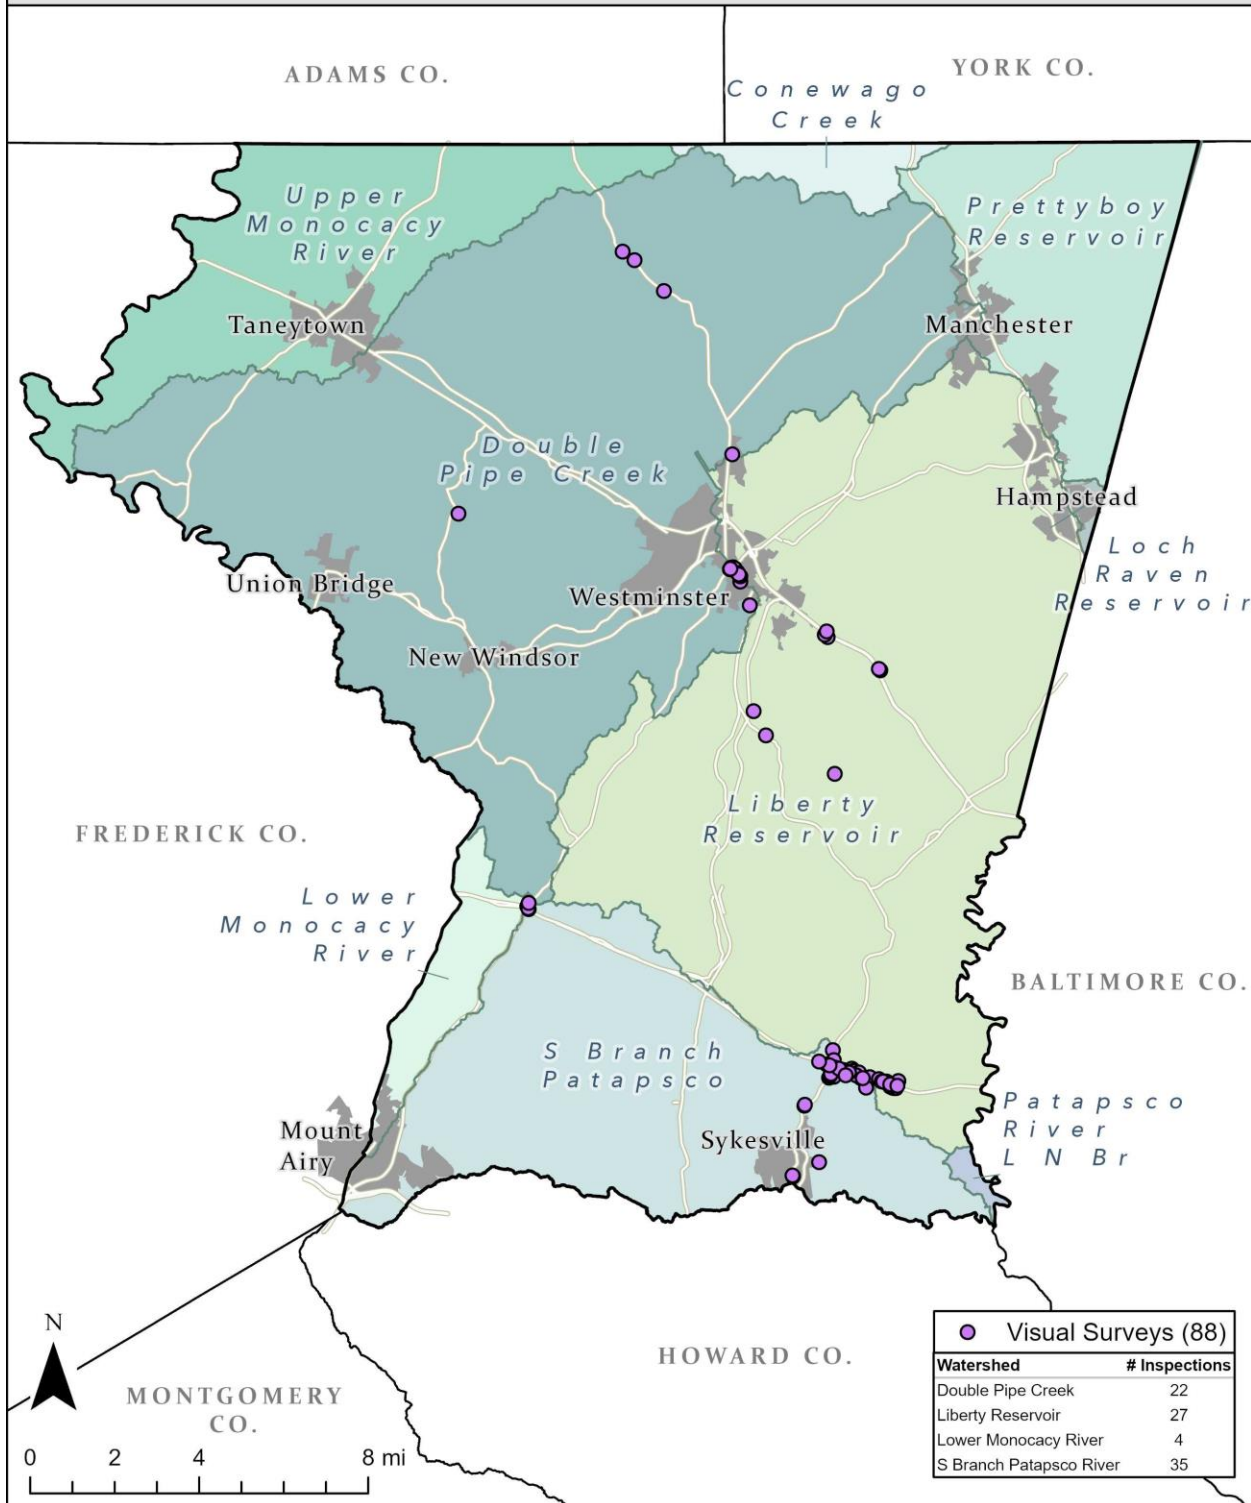 ADAMS CO.
YORK CO.
Conewago
Creek
Upper
Monocacy
River
Prettyboy
Reservoir
Taneytown
Manchester
Double
Pipe Creek
Hampstead
Loch
Raven
Reservoir
Union Bridge
Westminster
New Windsor
Liberty
Reservoir
FREDERICK CO.
Lower
Monocacy
River
BALTIMORE CO.
S Branch
Patapsco
Patapsco
River
L N Br
Mount
Airy
Sykesville
N
HOWARD CO.
MONTGOMERY
CO.
0 2 4 8 mi
Visual Surveys (88)
Watershed # Inspections
Double Pipe Creek 22
Liberty Reservoir 27
Lower Monocacy River 4
S Branch Patapsco River 35